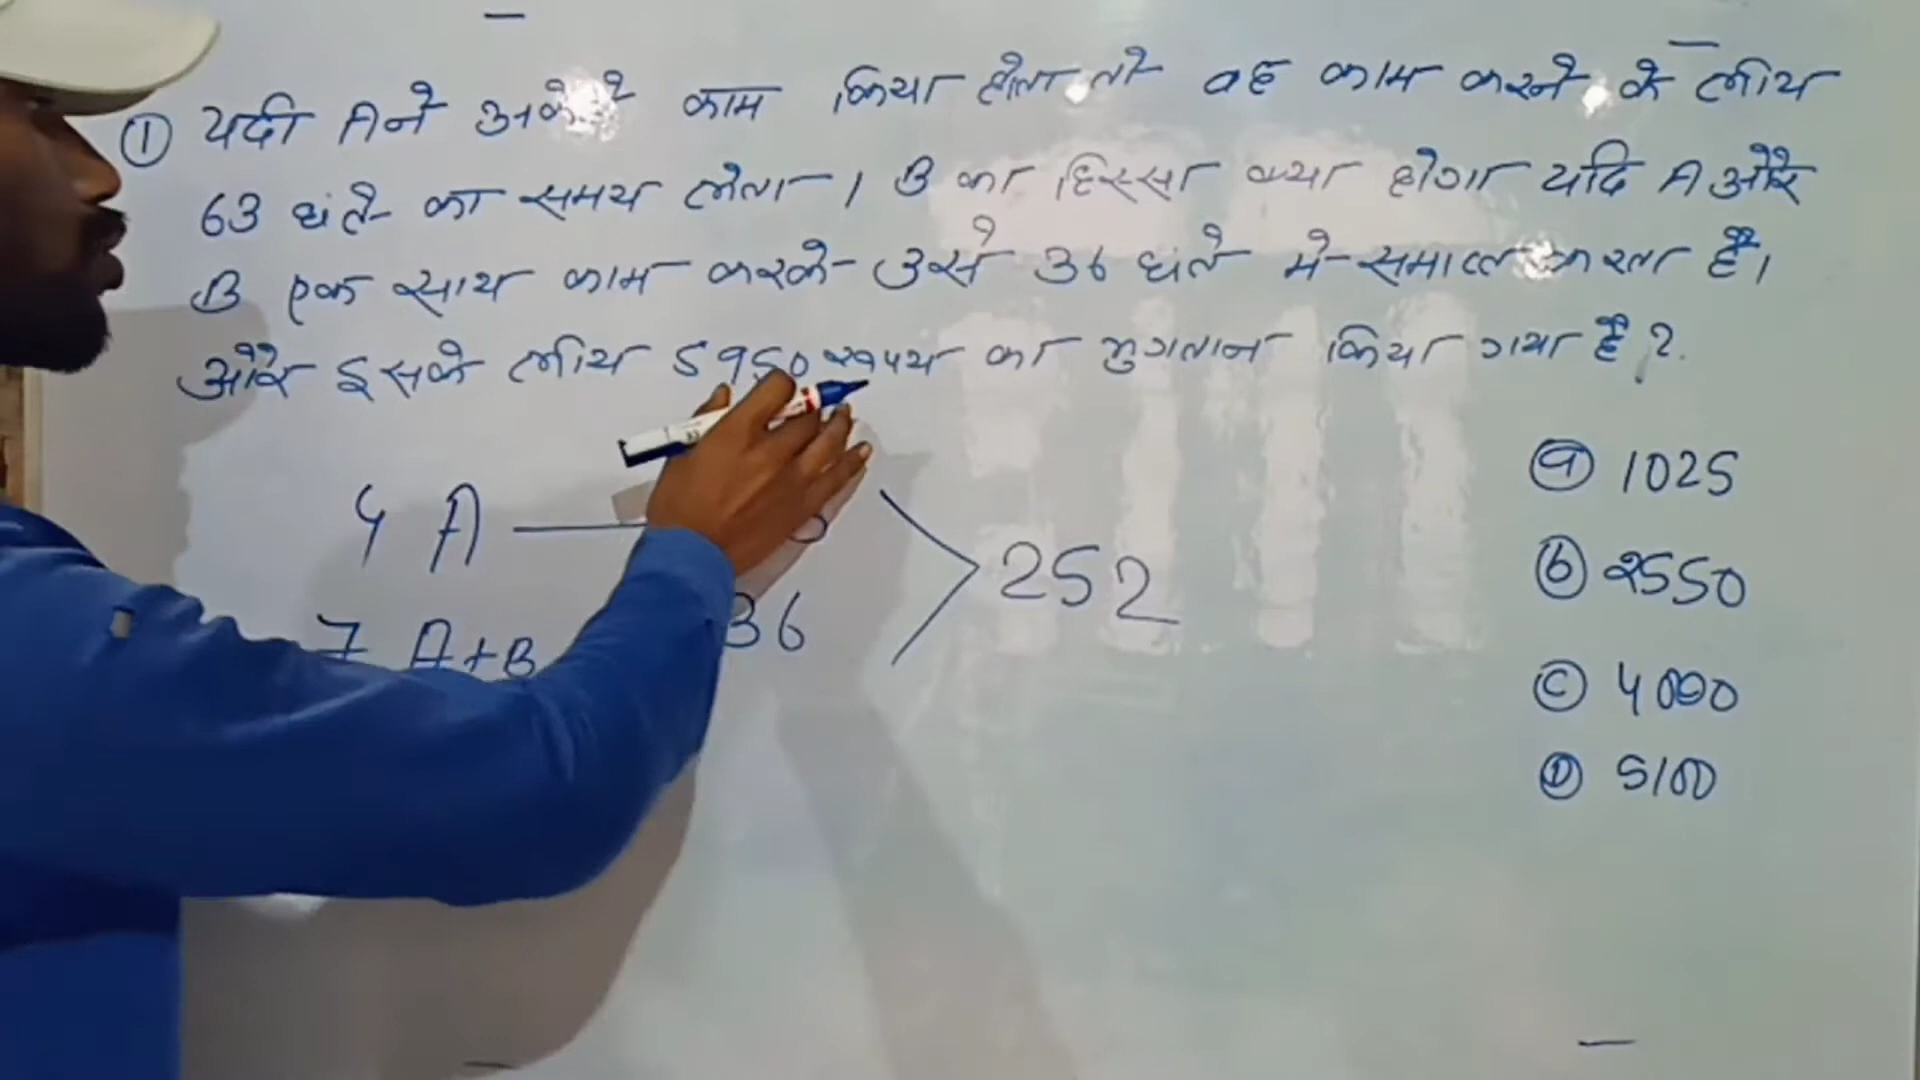 ① यदी A ने अकेले काम किया होता तो वह काम करने के लीय
63 घंते का समय लेता । B का हिस्सा क्या होगा यदि A और
B एक साथ काम करके उसे 36 घंते मे समाप्त करता है।
और इसके लीय 5950 रूपय का भुगतान किया गया है ?
4 A
252
7 A+B 36
ⓐ 1025
ⓑ 2550
ⓒ 4000
Ⓓ 5100